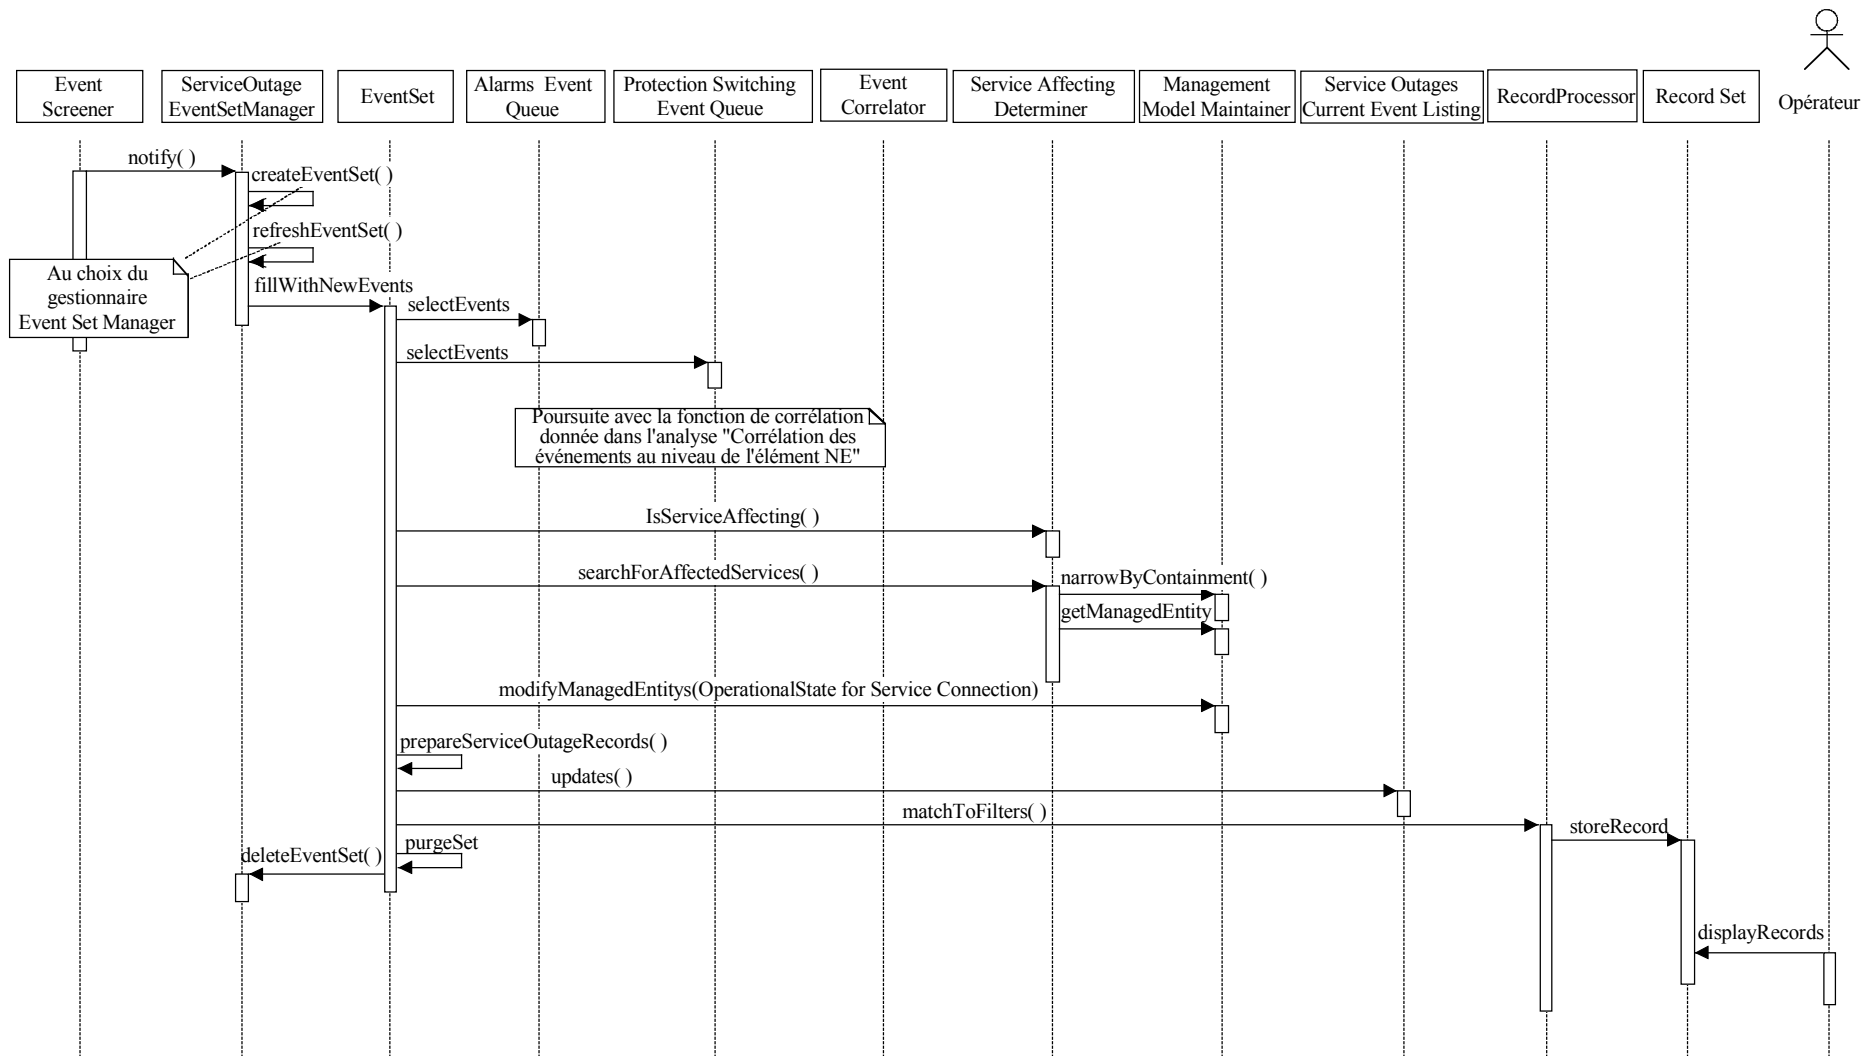 Event
Screener
ServiceOutage
EventSetManager
EventSet
Alarms Event
Queue
Protection Switching
Event Queue
Event
Correlator
Service Affecting
Determiner
Management
Model Maintainer
Service Outages
Current Event Listing
RecordProcessor
Record Set
Opérateur
notify( )
createEventSet( )
refreshEventSet( )
Au choix du
gestionnaire
Event Set Manager
fillWithNewEvents
selectEvents
selectEvents
Poursuite avec la fonction de corrélation
donnée dans l'analyse "Corrélation des
événements au niveau de l'élément NE"
IsServiceAffecting( )
searchForAffectedServices( )
narrowByContainment( )
getManagedEntity
modifyManagedEntitys(OperationalState for Service Connection)
prepareServiceOutageRecords( )
updates( )
matchToFilters( )
storeRecord
purgeSet
deleteEventSet( )
displayRecords